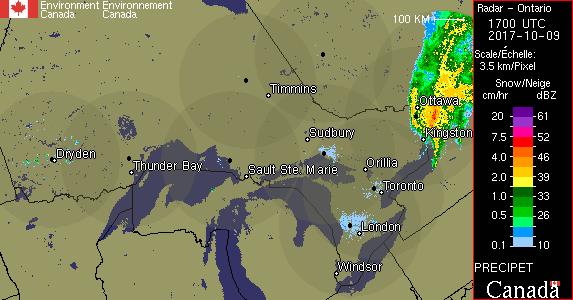 Environment Environnement
Canada Canada
100 KM
Timmins
Ottawa
Sudbury
Kingston
Dryden
Thunder Bay
Sault Ste. Marie
Orillia
Toronto
London
Windsor
Radar - Ontario
1700 UTC
2017-10-09
Scale/Échelle:
3.5 km/Pixel
Snow/Neige
cm/hr dBZ
20 61
7.5 52
4.0 46
2.0 39
1.0 33
0.5 26
0.1 10
PRECIPET
Canada